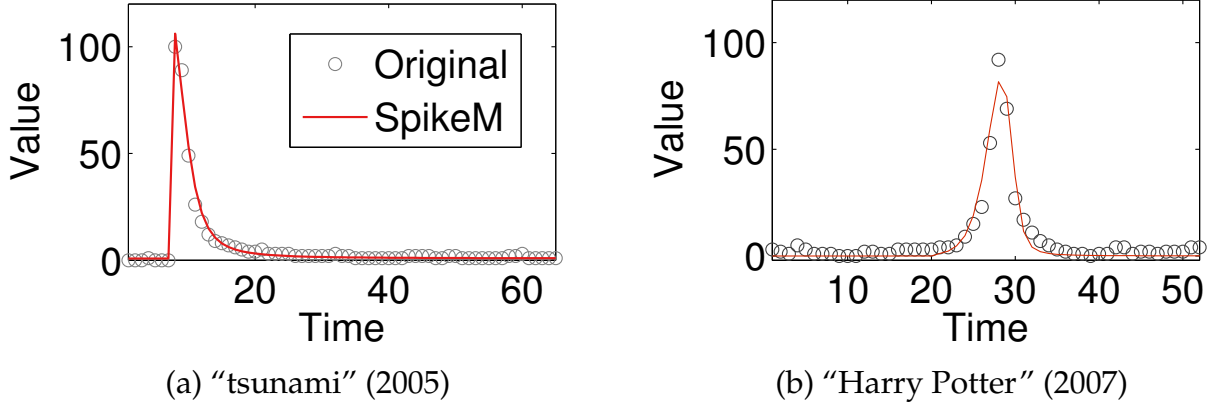 100
50
0
Value
Original
SpikeM
20
40
60
Time
(a) “tsunami” (2005)
100
50
0
Value
10
20
30
40
50
Time
(b) “Harry Potter” (2007)